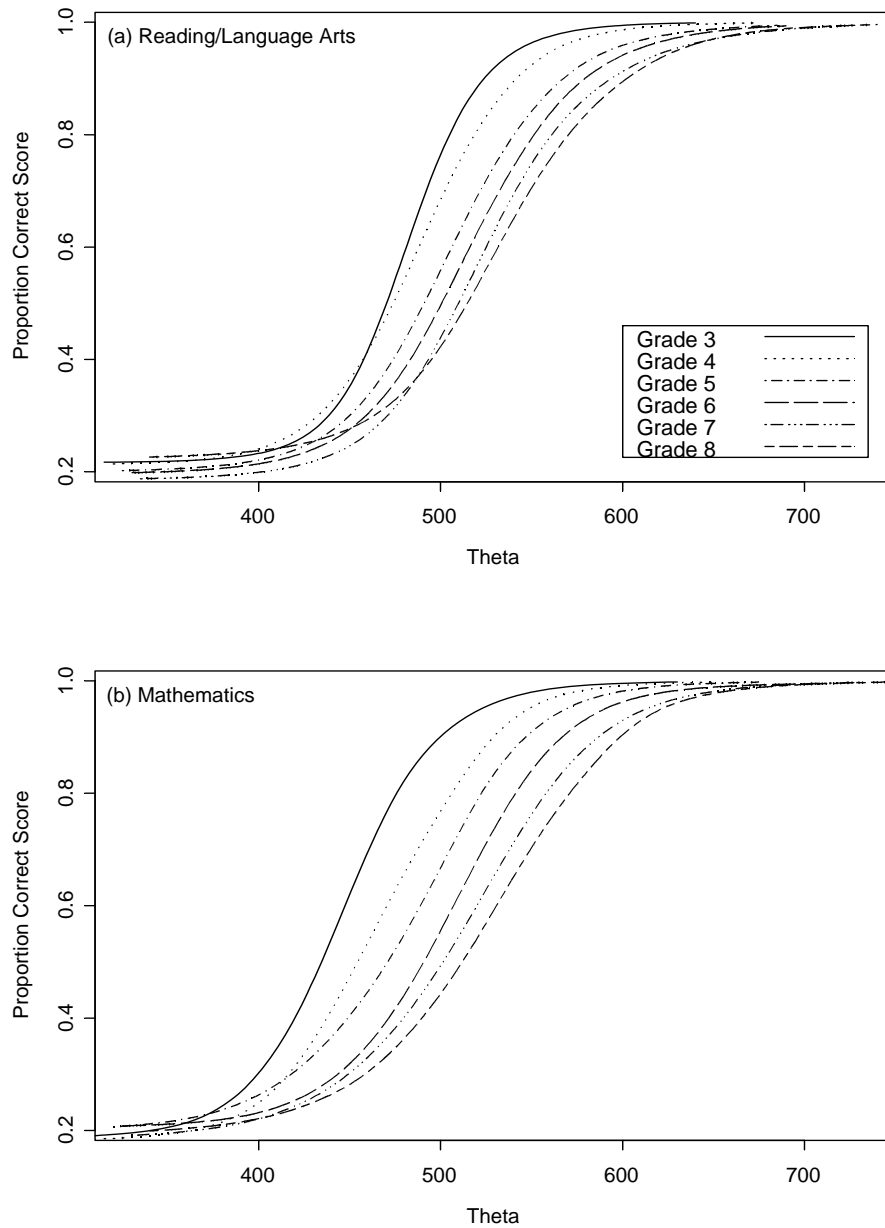 (a) Reading/Language Arts
1.0
0.8
0.6
0.4
0.2
Proportion Correct Score
Grade 3
Grade 4
Grade 5
Grade 6
Grade 7
Grade 8
400 500 600 700
Theta
(b) Mathematics
1.0
0.8
0.6
0.4
0.2
Proportion Correct Score
400 500 600 700
Theta